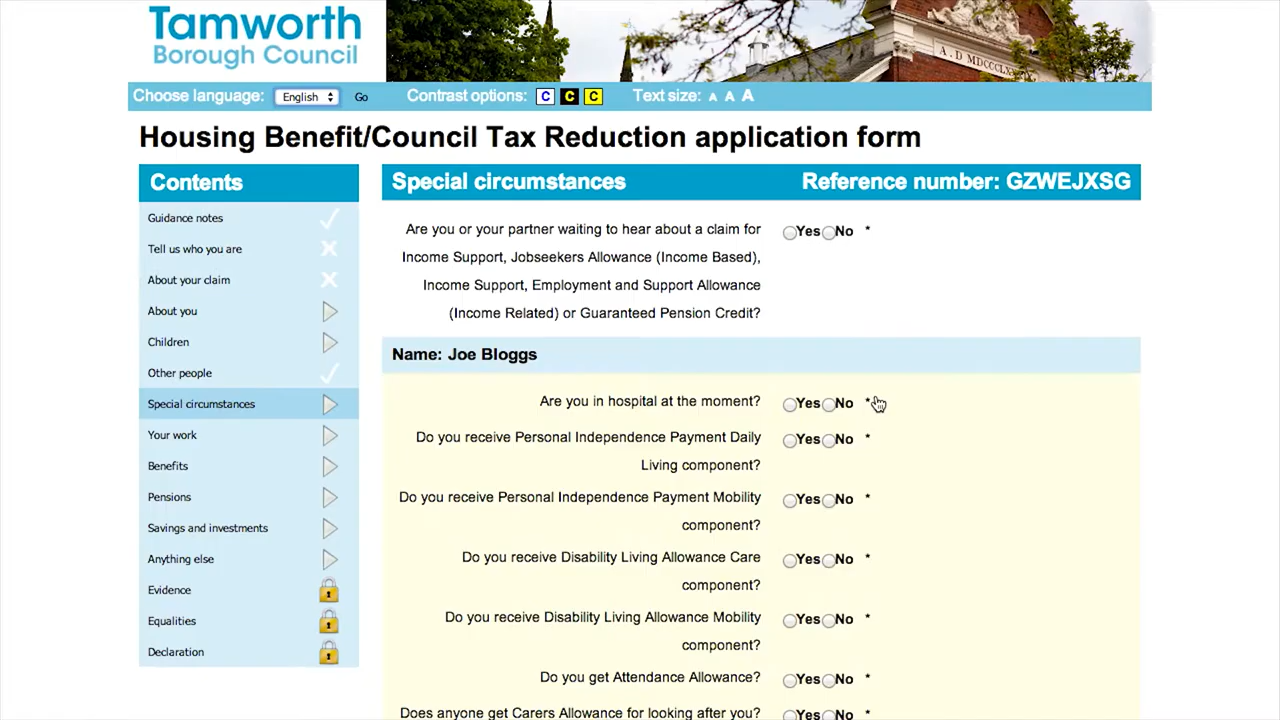 Tamworth
Borough Council
A . D MDCCCLX
Choose language: English Go Contrast options: C C C Text size: A A A
Housing Benefit/Council Tax Reduction application form
Contents
Guidance notes
Tell us who you are
About your claim
About you
Children
Other people
Special circumstances
Your work
Benefits
Pensions
Savings and investments
Anything else
Evidence
Equalities
Declaration
Special circumstances Reference number: GZWEJXSG
Are you or your partner waiting to hear about a claim for Yes No *
Income Support, Jobseekers Allowance (Income Based),
Income Support, Employment and Support Allowance
(Income Related) or Guaranteed Pension Credit?
Name: Joe Bloggs
Are you in hospital at the moment? Yes No *
Do you receive Personal Independence Payment Daily Yes No *
Living component?
Do you receive Personal Independence Payment Mobility Yes No *
component?
Do you receive Disability Living Allowance Care Yes No *
component?
Do you receive Disability Living Allowance Mobility Yes No *
component?
Do you get Attendance Allowance? Yes No *
Does anyone get Carers Allowance for looking after you? Yes No *